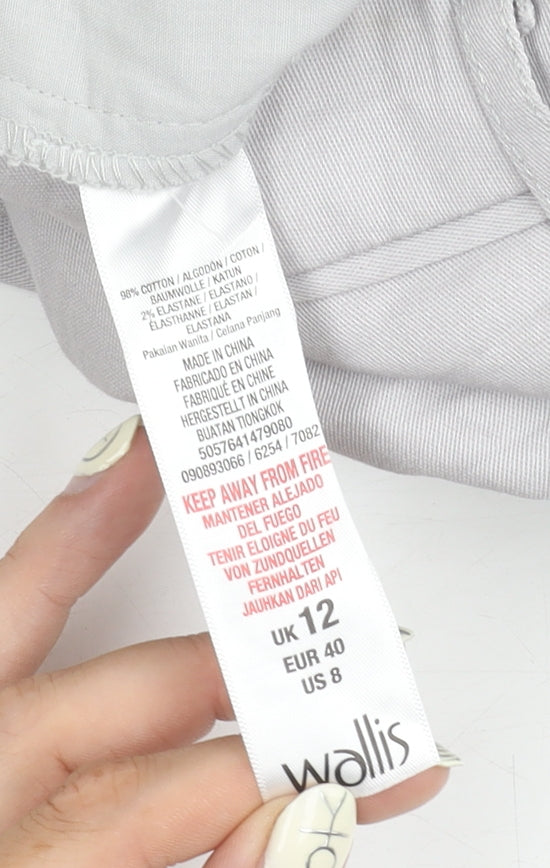 98% COTTON / ALGODÓN / COTON /
BAUMWOLLE / KATUN
2% ELASTANE / ELASTANO /
ÉLASTHANNE / ELASTAN /
ELASTANA
Pakaian Wanita / Celana Panjang
MADE IN CHINA
FABRICADO EN CHINA
FABRIQUÉ EN CHINE
HERGESTELLT IN CHINA
BUATAN TIONGKOK
5057641479080
090893066 / 6254 / 7082
KEEP AWAY FROM FIRE
MANTENER ALEJADO
DEL FUEGO
TENIR ELOIGNE DU FEU
VON ZUNDQUELLEN
FERNHALTEN
JAUHKAN DARI API
UK 12
EUR 40
US 8
wallis